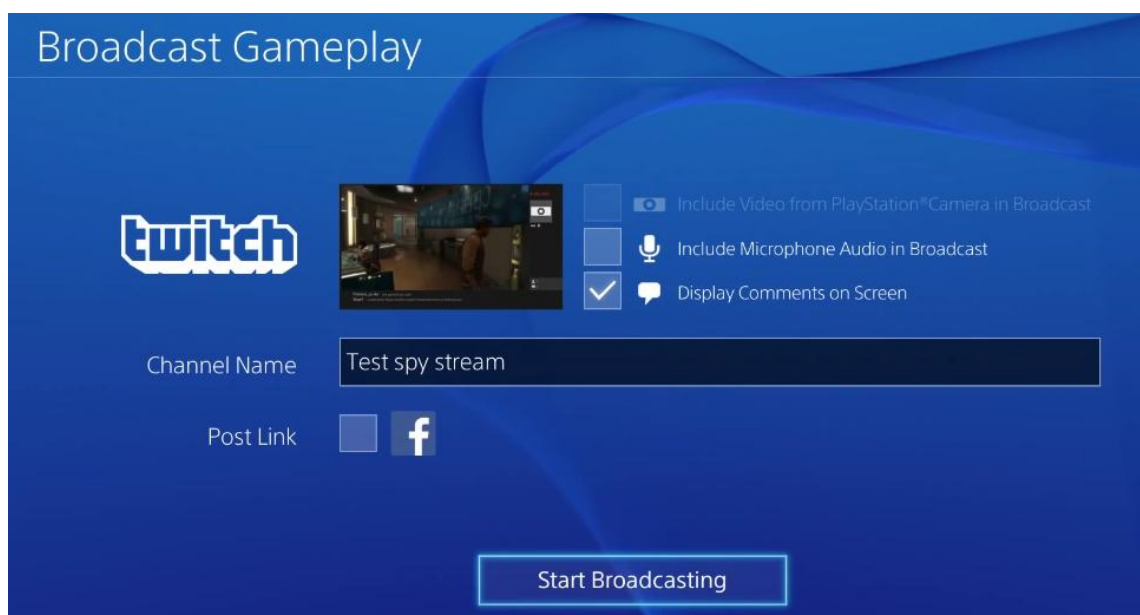 Broadcast Gameplay
twitch
Include Video from PlayStation®Camera in Broadcast
Include Microphone Audio in Broadcast
Display Comments on Screen
Channel Name
Test spy stream
Post Link
f
Start Broadcasting